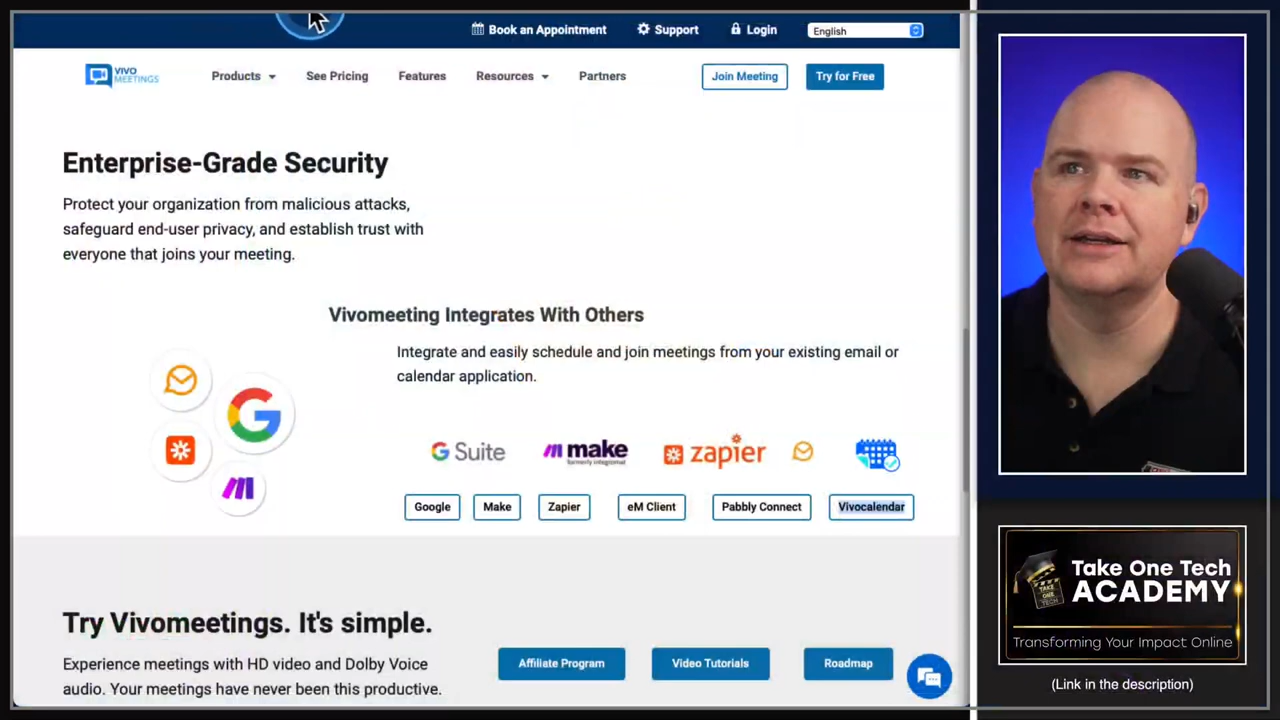 Book an Appointment Support Login English
VIVO
MEETINGS
Products See Pricing Features Resources Partners Join Meeting Try for Free
Enterprise-Grade Security
Protect your organization from malicious attacks,
safeguard end-user privacy, and establish trust with
everyone that joins your meeting.
Vivomeeting Integrates With Others
Integrate and easily schedule and join meetings from your existing email or
calendar application.
G Suite make zapier
formerly integromat
Google Make Zapier eM Client Pabbly Connect Vivocalendar
Try Vivomeetings. It's simple.
Experience meetings with HD video and Dolby Voice
audio. Your meetings have never been this productive.
Affiliate Program Video Tutorials Roadmap
TAKE
ONE
TECH
Take One Tech
ACADEMY
Transforming Your Impact Online
(Link in the description)